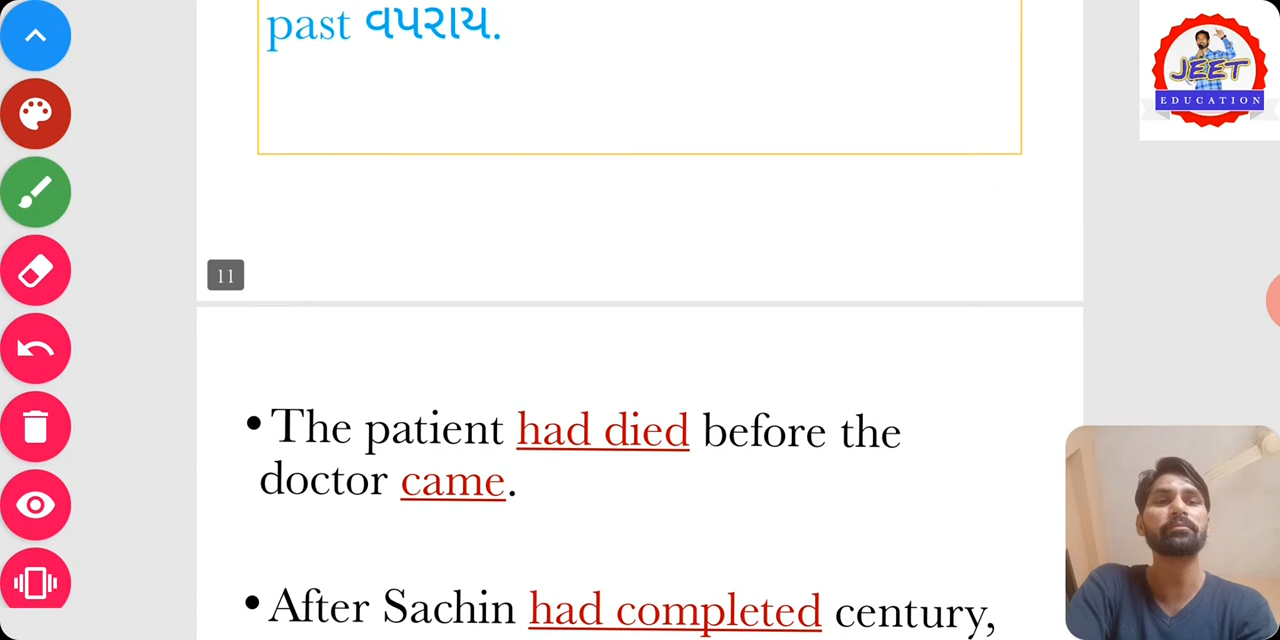 past વપરાય.
JEET
EDUCATION
11
•The patient had died before the
doctor came.
•After Sachin had completed century,